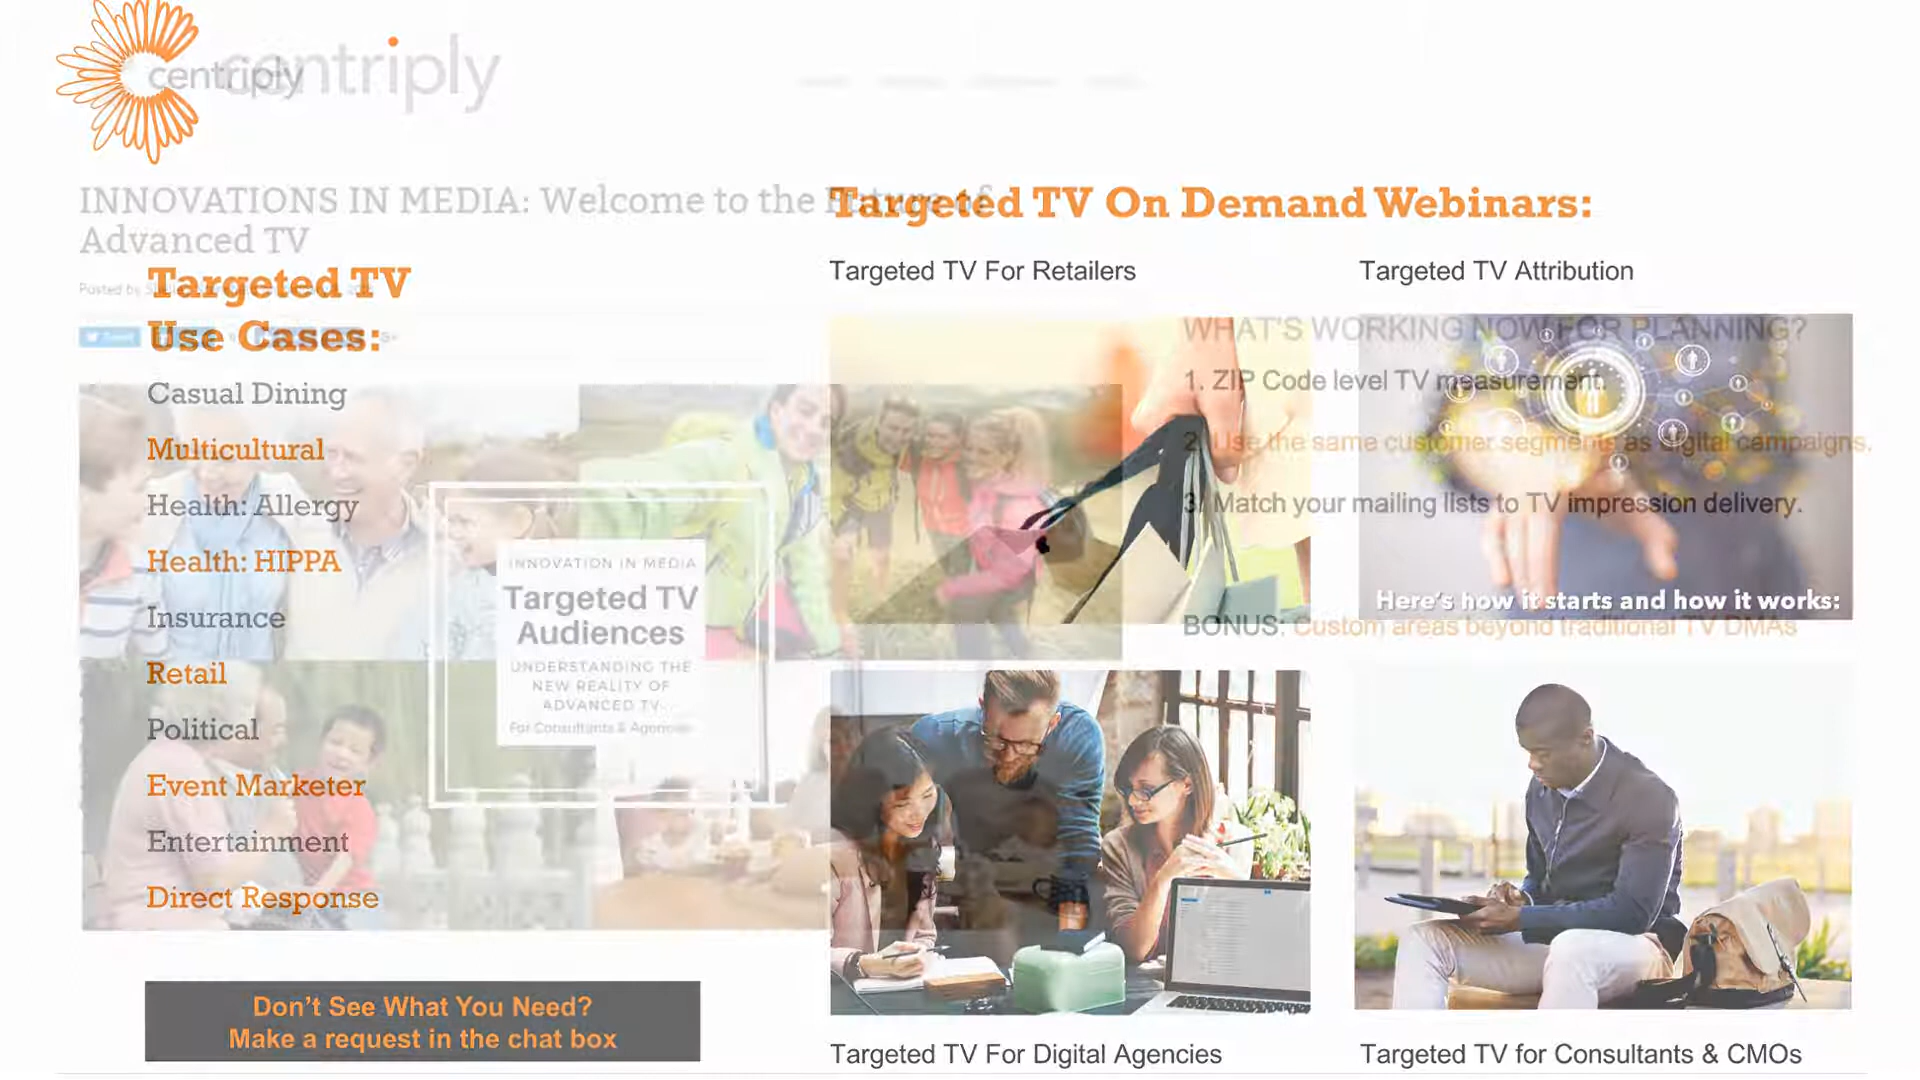 centriply
centriply
INNOVATIONS IN MEDIA: Welcome to the Future of
Advanced TV
Posted by
Tweet
Targeted TV
Use Cases:
Casual Dining
Multicultural
Health: Allergy
Health: HIPPA
Insurance
Retail
Political
Event Marketer
Entertainment
Direct Response
Don't See What You Need?
Make a request in the chat box
INNOVATION IN MEDIA
Targeted TV
Audiences
UNDERSTANDING THE
NEW REALITY OF
ADVANCED TV
For Consultants & Agencies
Targeted TV On Demand Webinars:
Targeted TV For Retailers
Targeted TV Attribution
WHAT'S WORKING NOW FOR PLANNING?
1. ZIP Code level TV measurement.
2. Use the same customer segments as digital campaigns.
3. Match your mailing lists to TV impression delivery.
Here's how it starts and how it works:
BONUS: Custom areas beyond traditional TV DMAs
Targeted TV For Digital Agencies
Targeted TV for Consultants & CMOs